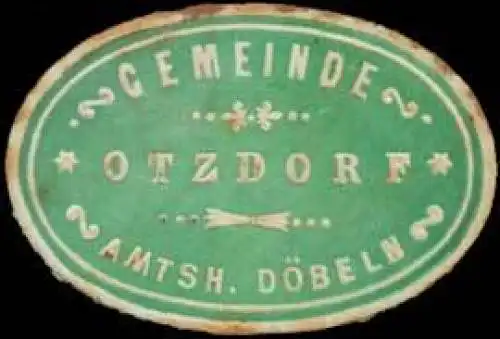 GEMEINDE
OTZDORF
AMTSH. DÖBELN